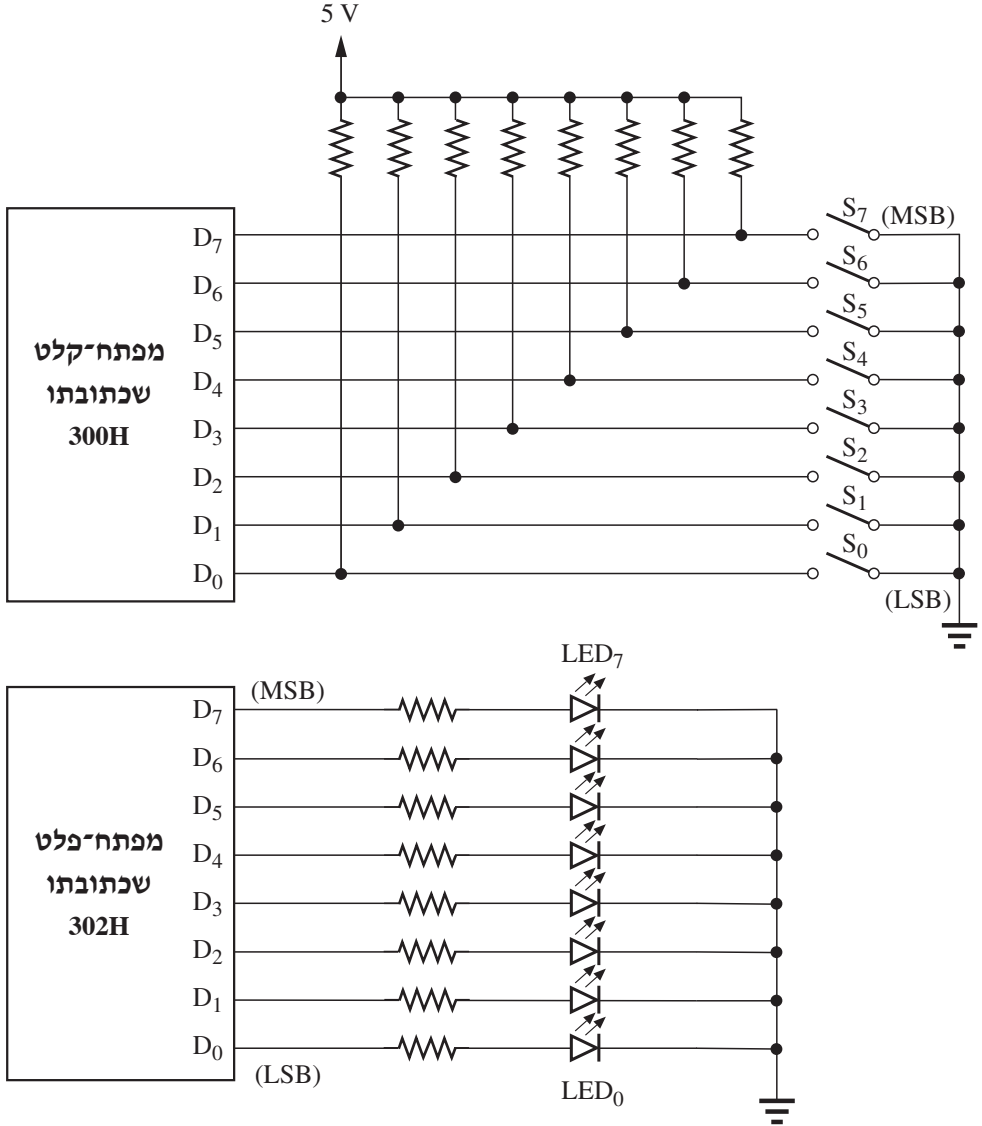 5 V
S₇ (MSB)
D₇
S₆
D₆
S₅
D₅
מפתח־קלט
שכתובתו
300H
S₄
D₄
S₃
D₃
S₂
D₂
S₁
D₁
S₀
D₀
(LSB)
LED₇
(MSB)
D₇
D₆
D₅
מפתח־פלט
שכתובתו
302H
D₄
D₃
D₂
D₁
D₀
(LSB)
LED₀